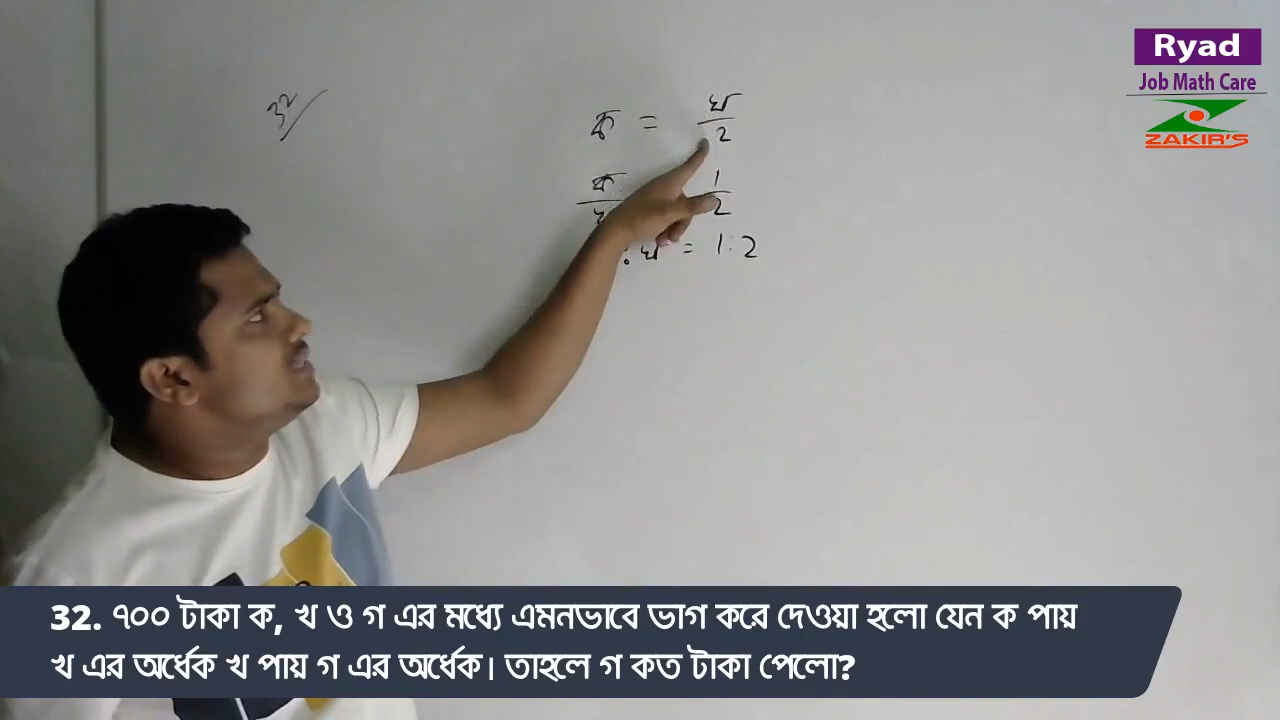 Ryad
Job Math Care
ZAKIR'S
32
ক = খ/2
ক 1/2
: খ = 1:2
32. ৭০০ টাকা ক, খ ও গ এর মধ্যে এমনভাবে ভাগ করে দেওয়া হলো যেন ক পায়
খ এর অর্ধেক খ পায় গ এর অর্ধেক। তাহলে গ কত টাকা পেলো?